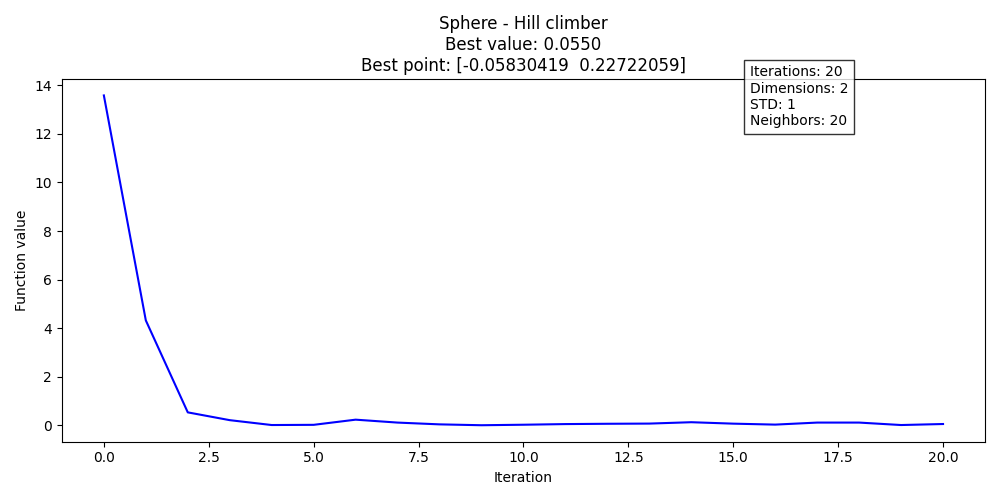 Sphere - Hill climber
Best value: 0.0550
Best point: [-0.05830419  0.22722059]
Iterations: 20
Dimensions: 2
STD: 1
Neighbors: 20
14
12
10
8
6
4
2
0
Function value
0.0 2.5 5.0 7.5 10.0 12.5 15.0 17.5 20.0
Iteration